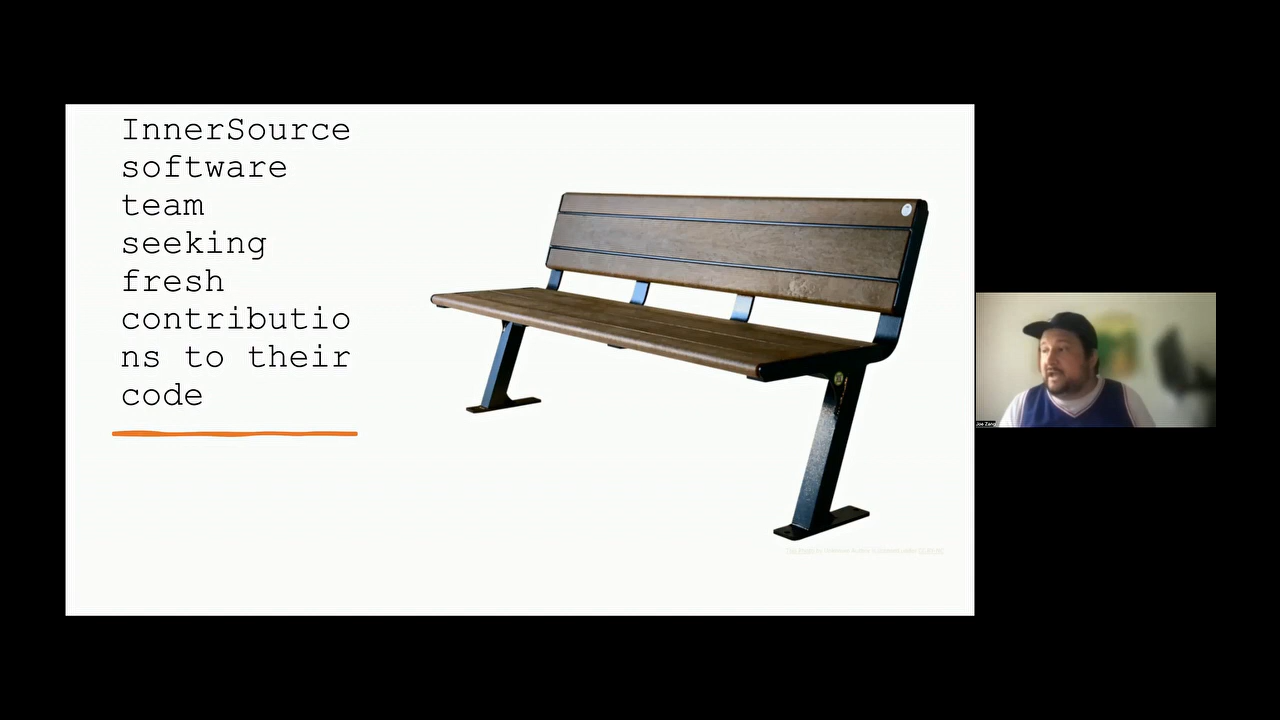 InnerSource
software
team
seeking
fresh
contributio
ns to their
code